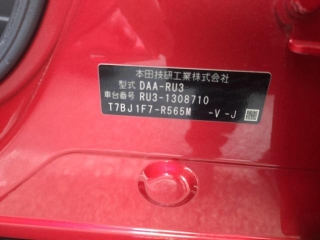 本田技研工業株式会社
型式 DAA-RU3
車台番号 RU3-1308710
T7BJ1F7-R565M -V-J